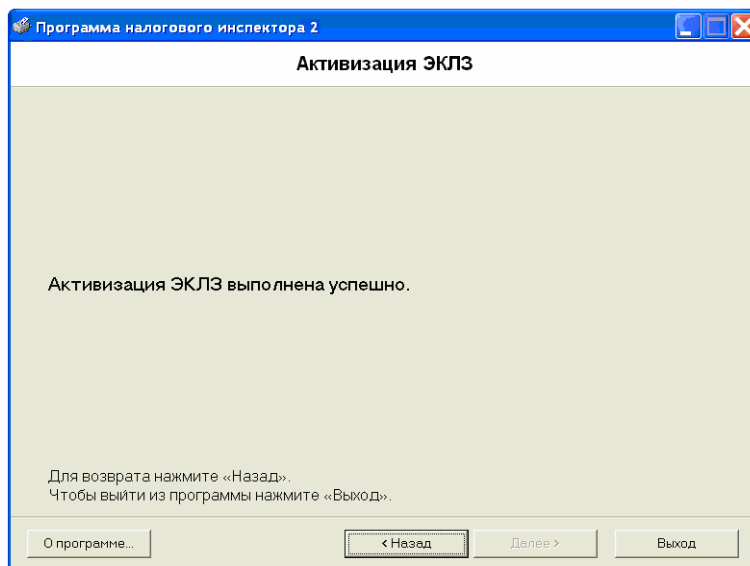 Программа налогового инспектора 2
Активизация ЭКЛЗ
Активизация ЭКЛЗ выполнена успешно.
Для возврата нажмите «Назад».
Чтобы выйти из программы нажмите «Выход».
О программе... < Назад Далее > Выход